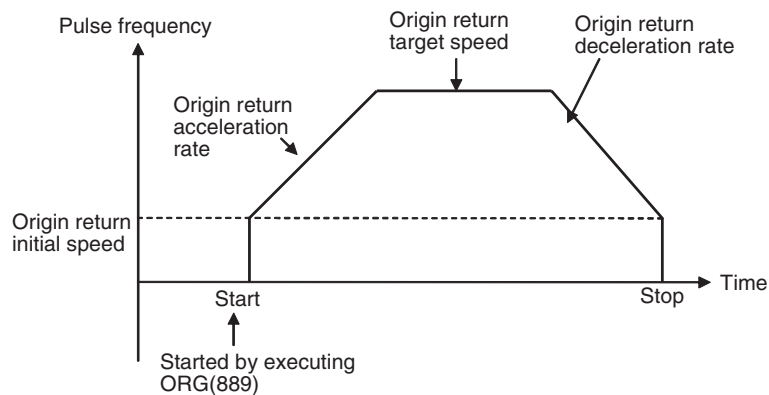 Pulse frequency
Origin return
target speed
Origin return
deceleration rate
Origin return
acceleration
rate
Origin return
initial speed
Time
Start
Stop
Started by executing
ORG(889)